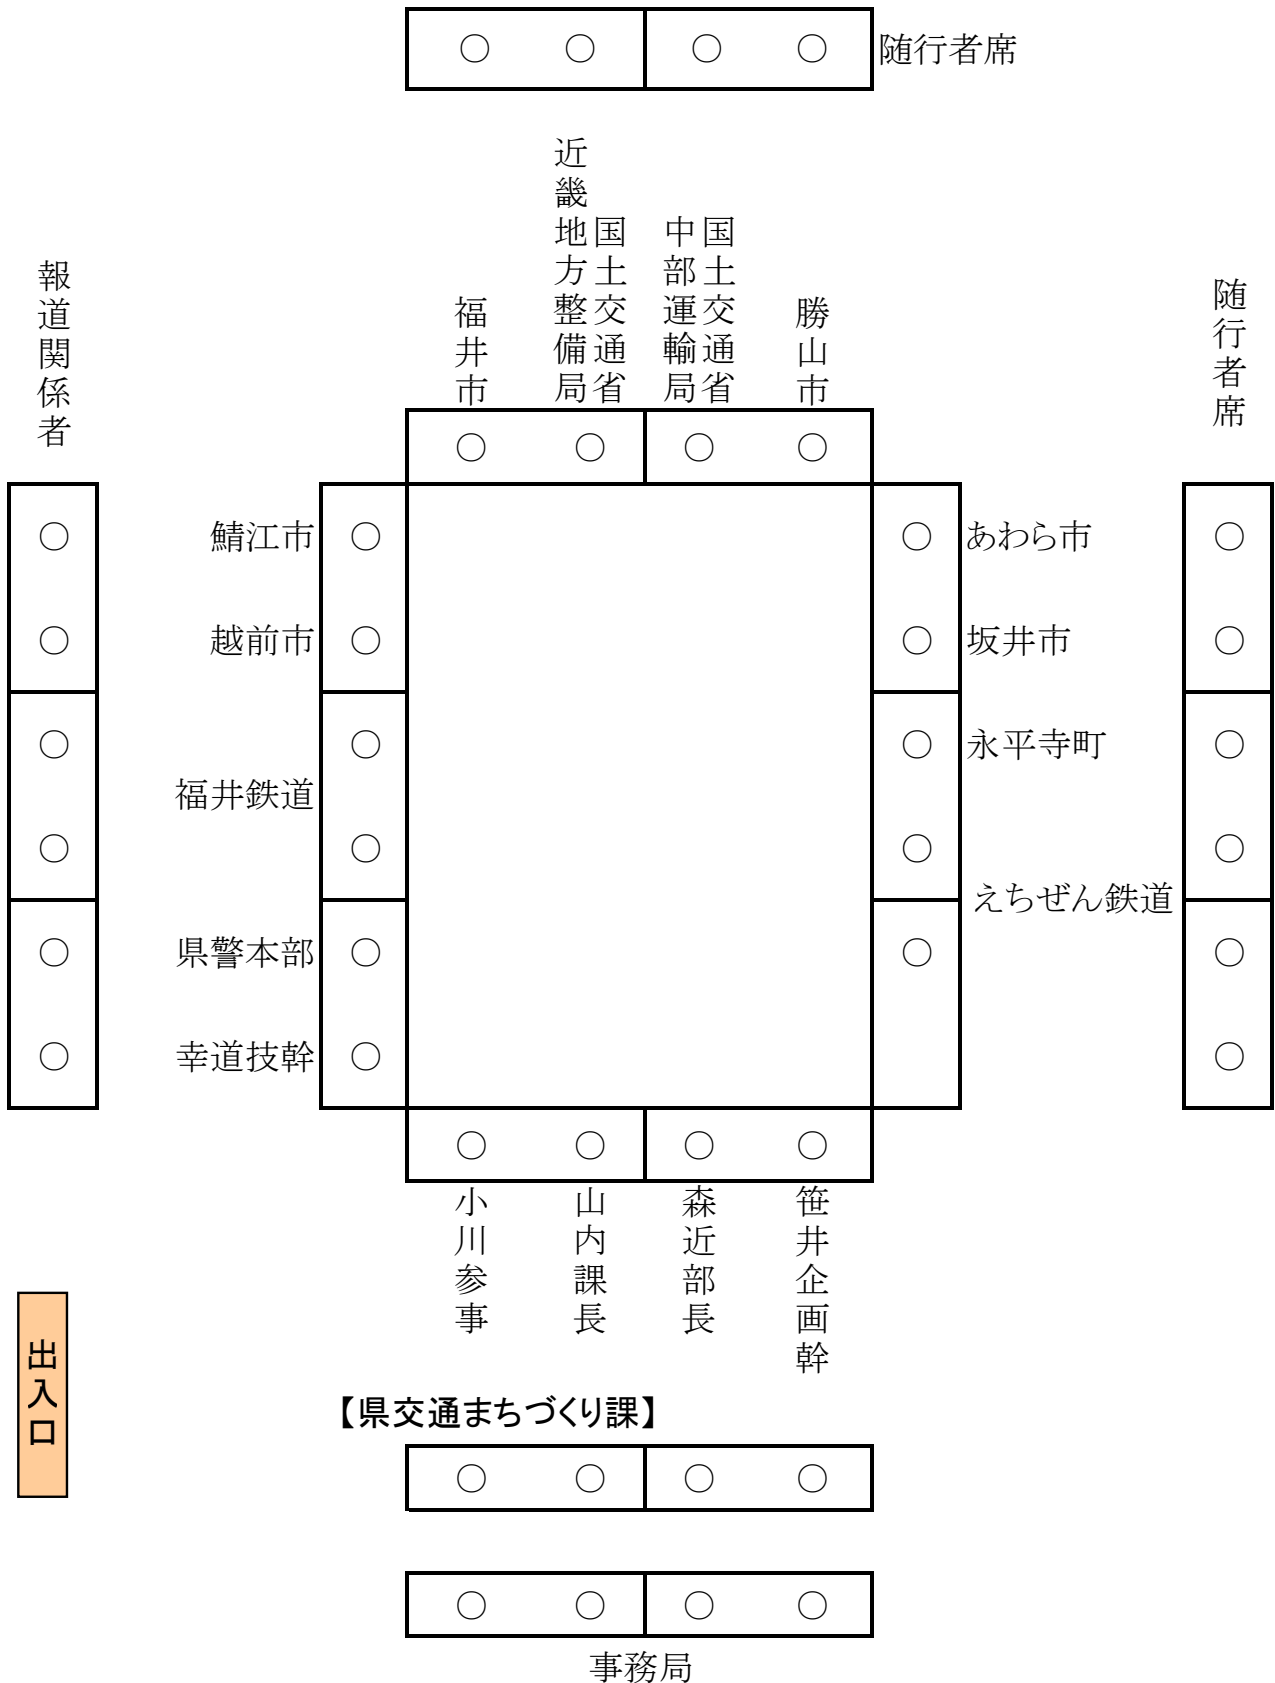 随行者席
国土交通省
近畿地方整備局
国土交通省
中部運輸局
福井市
勝山市
報道関係者
随行者席
鯖江市
あわら市
越前市
坂井市
永平寺町
福井鉄道
えちぜん鉄道
県警本部
幸道技幹
小川参事
山内課長
森近部長
笹井企画幹
出入口
【県交通まちづくり課】
事務局